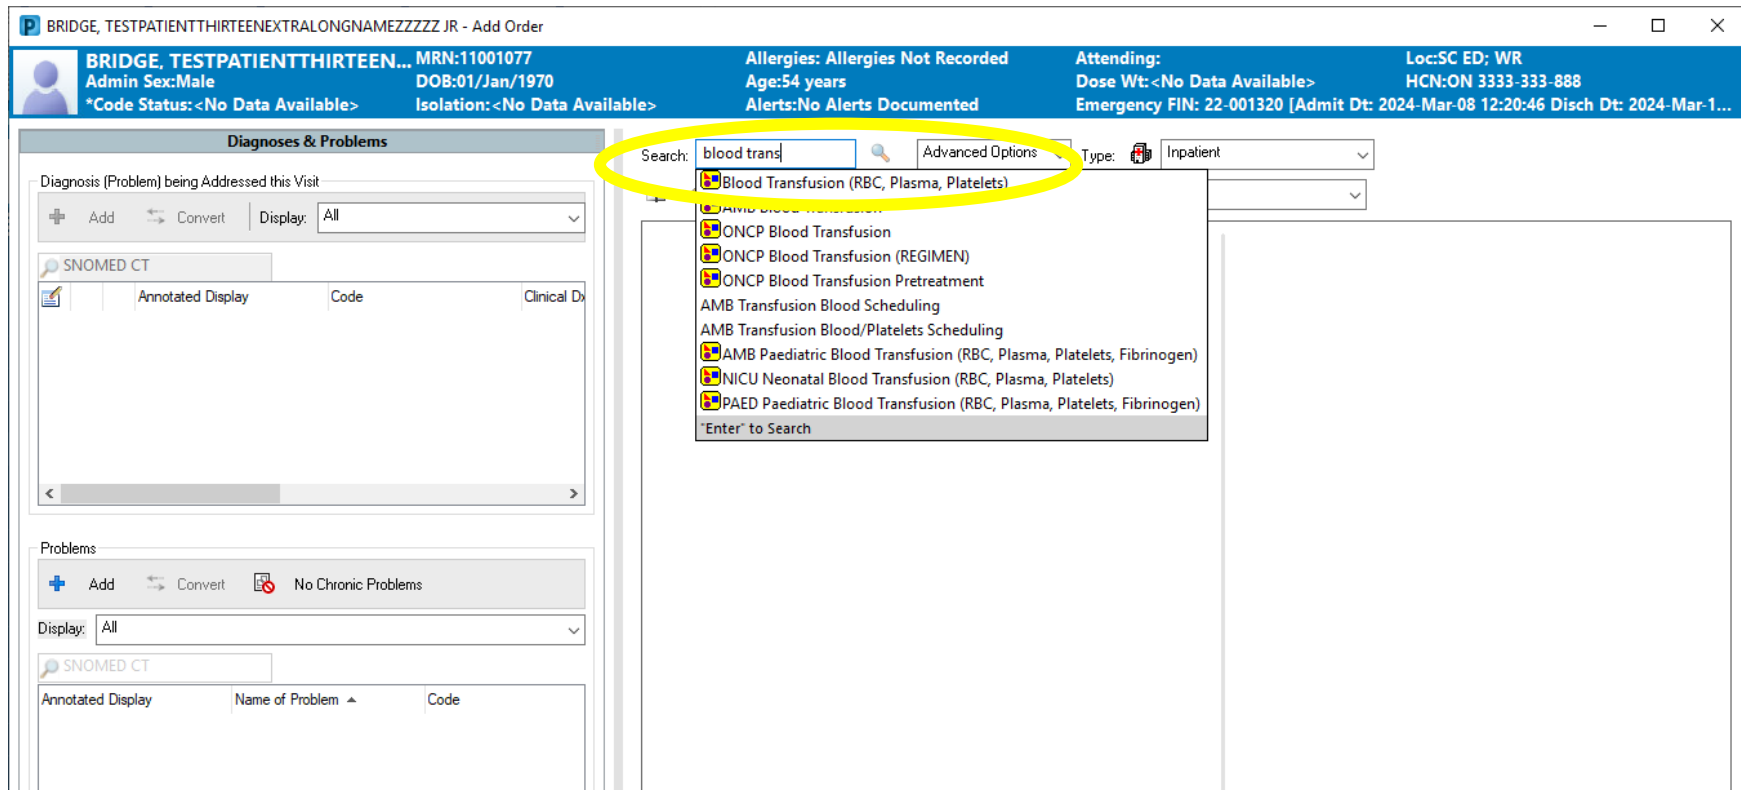 BRIDGE, TESTPATIENTTHIRTEENEXTRALONGNAMEZZZZZ JR - Add Order
BRIDGE, TESTPATIENTTHIRTEEN... MRN:11001077 Allergies: Allergies Not Recorded Attending: Loc:SC ED; WR
Admin Sex:Male DOB:01/Jan/1970 Age:54 years Dose Wt:<No Data Available> HCN:ON 3333-333-888
*Code Status:<No Data Available> Isolation:<No Data Available> Alerts:No Alerts Documented Emergency FIN: 22-001320 [Admit Dt: 2024-Mar-08 12:20:46 Disch Dt: 2024-Mar-1...
Diagnoses & Problems
Diagnosis (Problem) being Addressed this Visit
Add Convert Display: All
SNOMED CT
Annotated Display Code Clinical Dx
Problems
Add Convert No Chronic Problems
Display: All
SNOMED CT
Annotated Display Name of Problem Code
Search: blood trans Advanced Options Type: Inpatient
Blood Transfusion (RBC, Plasma, Platelets)
AMB Blood Transfusion
ONCP Blood Transfusion
ONCP Blood Transfusion (REGIMEN)
ONCP Blood Transfusion Pretreatment
AMB Transfusion Blood Scheduling
AMB Transfusion Blood/Platelets Scheduling
AMB Paediatric Blood Transfusion (RBC, Plasma, Platelets, Fibrinogen)
NICU Neonatal Blood Transfusion (RBC, Plasma, Platelets)
PAED Paediatric Blood Transfusion (RBC, Plasma, Platelets, Fibrinogen)
"Enter" to Search